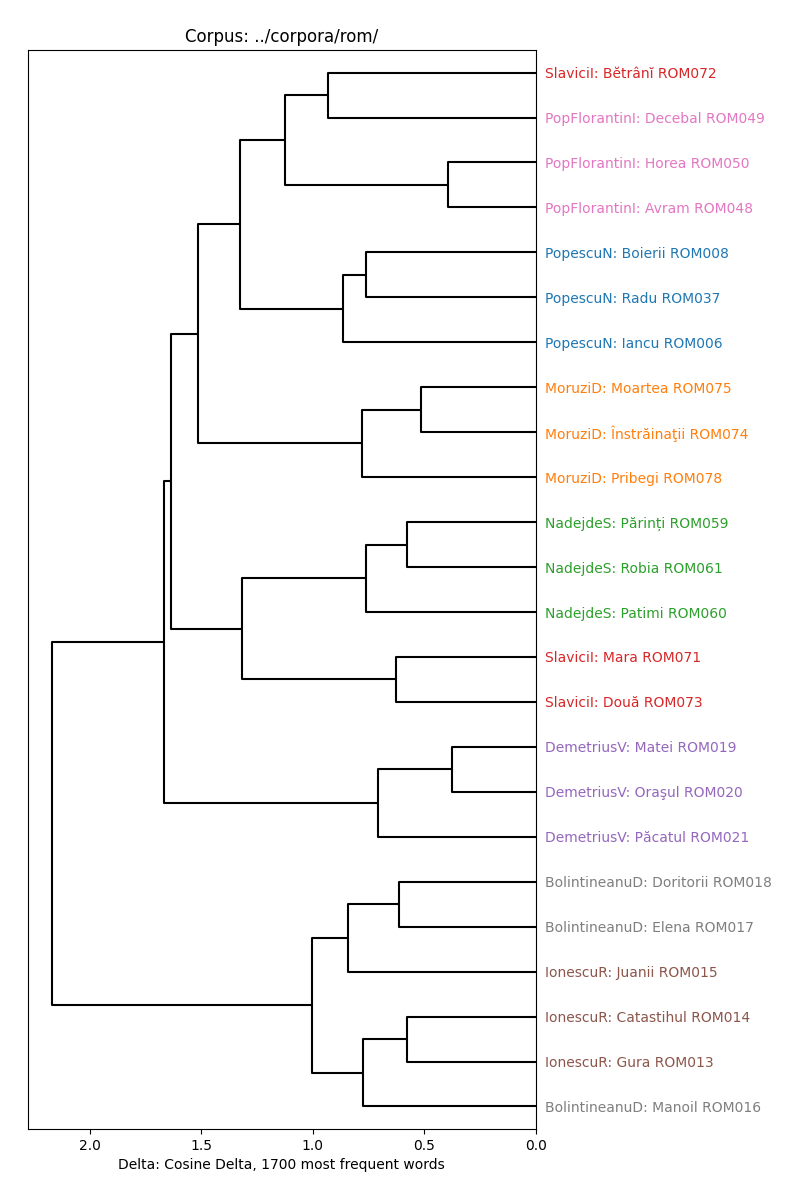 Corpus: ../corpora/rom/
SlaviciI: Bĕtrânĭ ROM072
PopFlorantinI: Decebal ROM049
PopFlorantinI: Horea ROM050
PopFlorantinI: Avram ROM048
PopescuN: Boierii ROM008
PopescuN: Radu ROM037
PopescuN: Iancu ROM006
MoruziD: Moartea ROM075
MoruziD: Înstrăinaţii ROM074
MoruziD: Pribegi ROM078
NadejdeS: Părinți ROM059
NadejdeS: Robia ROM061
NadejdeS: Patimi ROM060
SlaviciI: Mara ROM071
SlaviciI: Două ROM073
DemetriusV: Matei ROM019
DemetriusV: Oraşul ROM020
DemetriusV: Păcatul ROM021
BolintineanuD: Doritorii ROM018
BolintineanuD: Elena ROM017
IonescuR: Juanii ROM015
IonescuR: Catastihul ROM014
IonescuR: Gura ROM013
BolintineanuD: Manoil ROM016
2.0 1.5 1.0 0.5 0.0
Delta: Cosine Delta, 1700 most frequent words